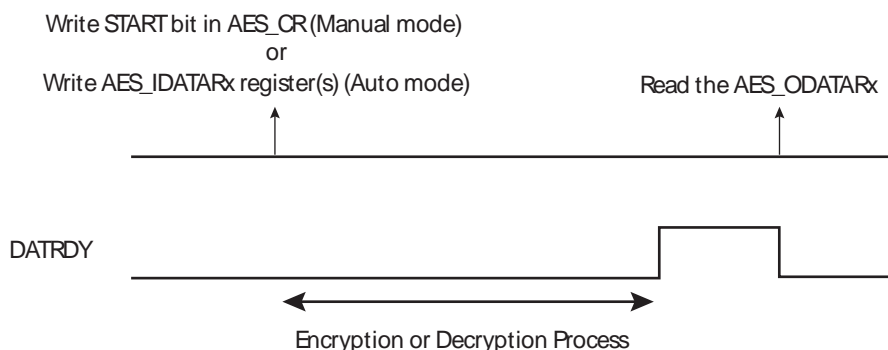 Write START bit in AES_CR (Manual mode)
or
Write AES_IDATARx register(s) (Auto mode)
Read the AES_ODATARx
DATRDY
Encryption or Decryption Process